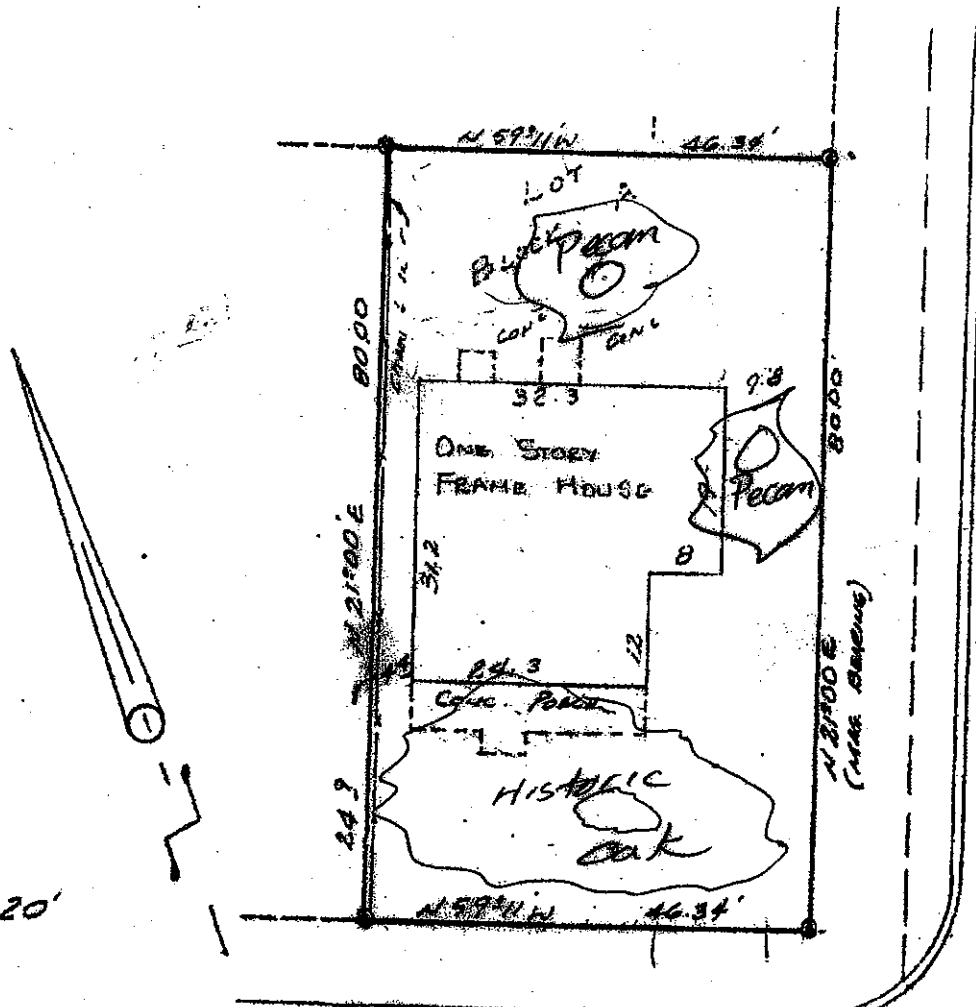 N 59°11'W 46.34'
LOT
Pecan
CONC
CONC
80.00
32.3
9.8
80.00'
ONE STORY
FRAME HOUSE
Pecan
8
31.2
N 21°00'E
12
24.3
CONC. PORCH
N 21°00'E
(MAG BEARING)
HISTORIC
Oak
24.9
20'
N 59°11'W 46.34'